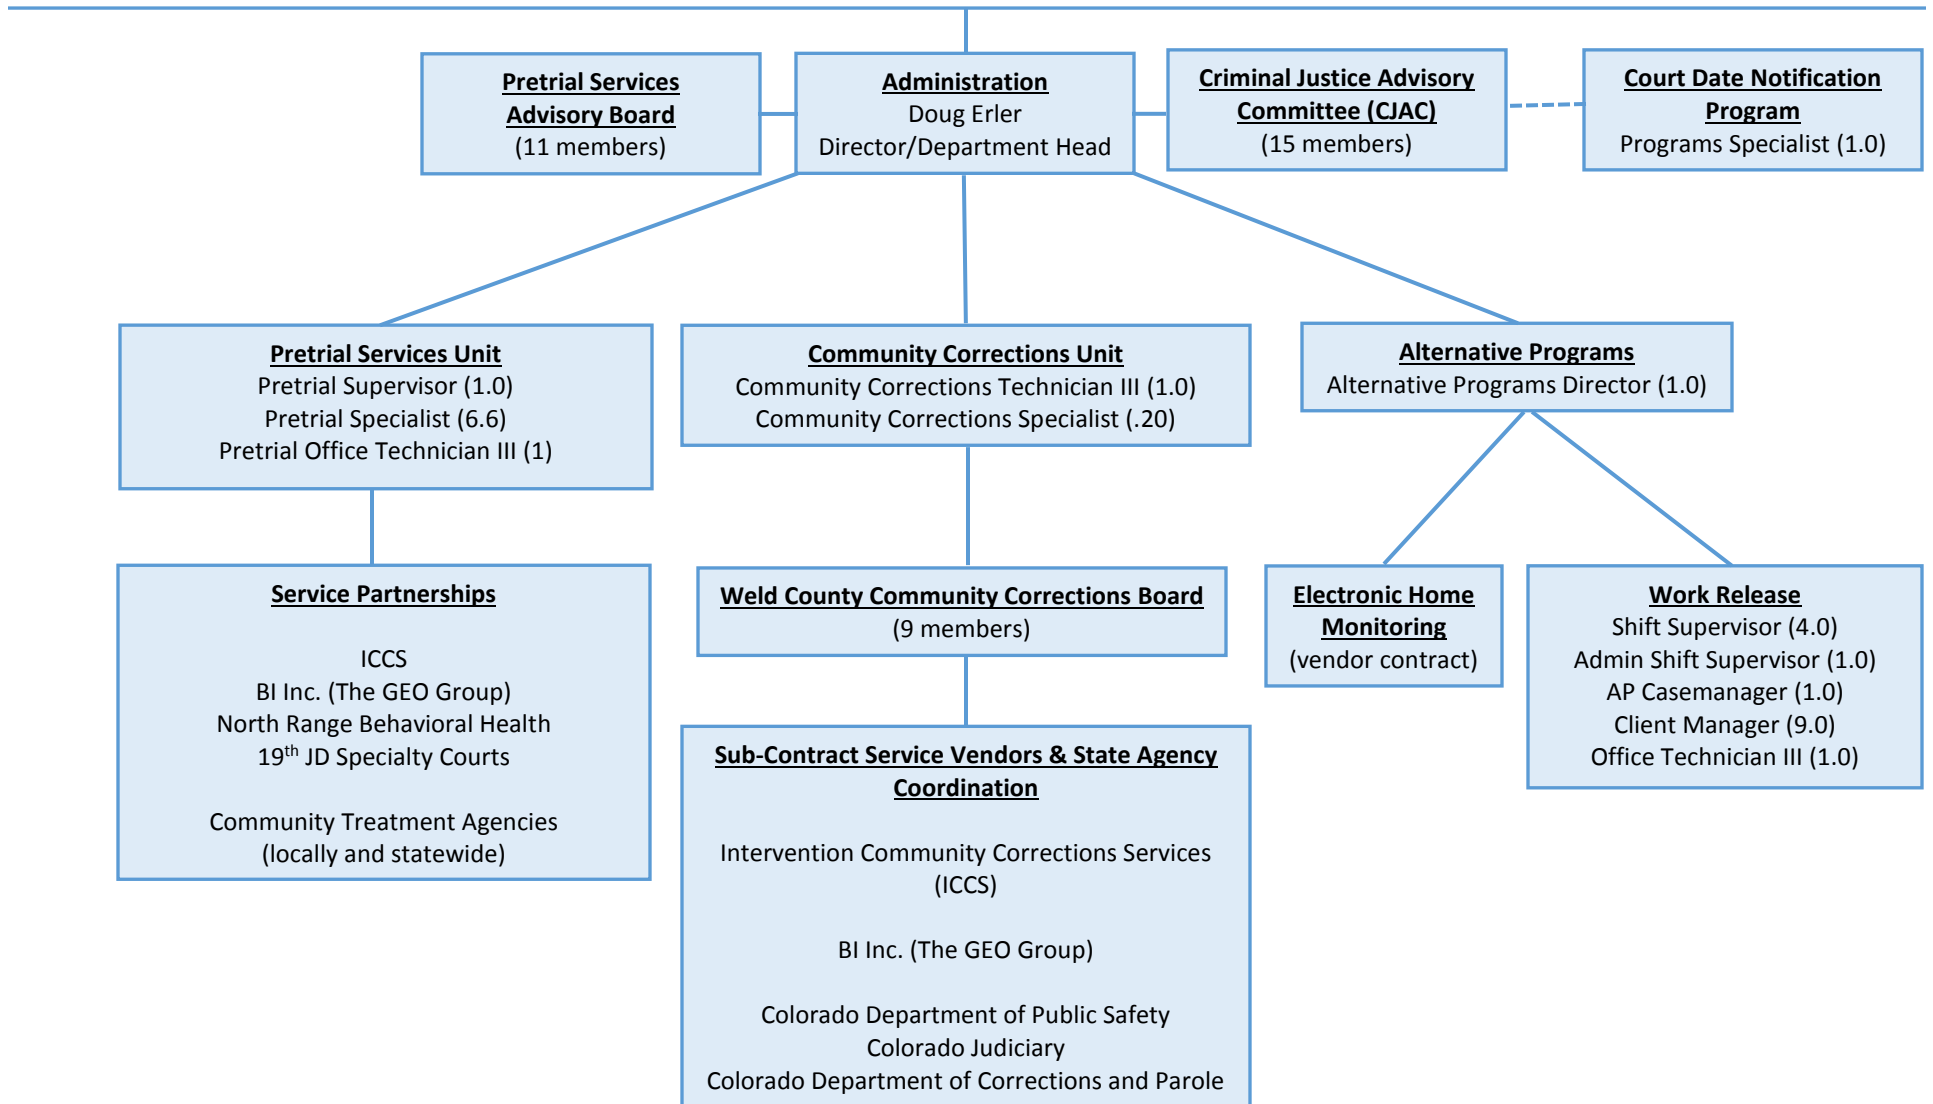 Pretrial Services
Advisory Board
(11 members)
Administration
Doug Erler
Director/Department Head
Criminal Justice Advisory
Committee (CJAC)
(15 members)
Court Date Notification
Program
Programs Specialist (1.0)
Pretrial Services Unit
Pretrial Supervisor (1.0)
Pretrial Specialist (6.6)
Pretrial Office Technician III (1)
Community Corrections Unit
Community Corrections Technician III (1.0)
Community Corrections Specialist (.20)
Alternative Programs
Alternative Programs Director (1.0)
Service Partnerships
ICCS
BI Inc. (The GEO Group)
North Range Behavioral Health
19th JD Specialty Courts
Community Treatment Agencies
(locally and statewide)
Weld County Community Corrections Board
(9 members)
Electronic Home
Monitoring
(vendor contract)
Work Release
Shift Supervisor (4.0)
Admin Shift Supervisor (1.0)
AP Casemanager (1.0)
Client Manager (9.0)
Office Technician III (1.0)
Sub-Contract Service Vendors & State Agency
Coordination
Intervention Community Corrections Services
(ICCS)
BI Inc. (The GEO Group)
Colorado Department of Public Safety
Colorado Judiciary
Colorado Department of Corrections and Parole